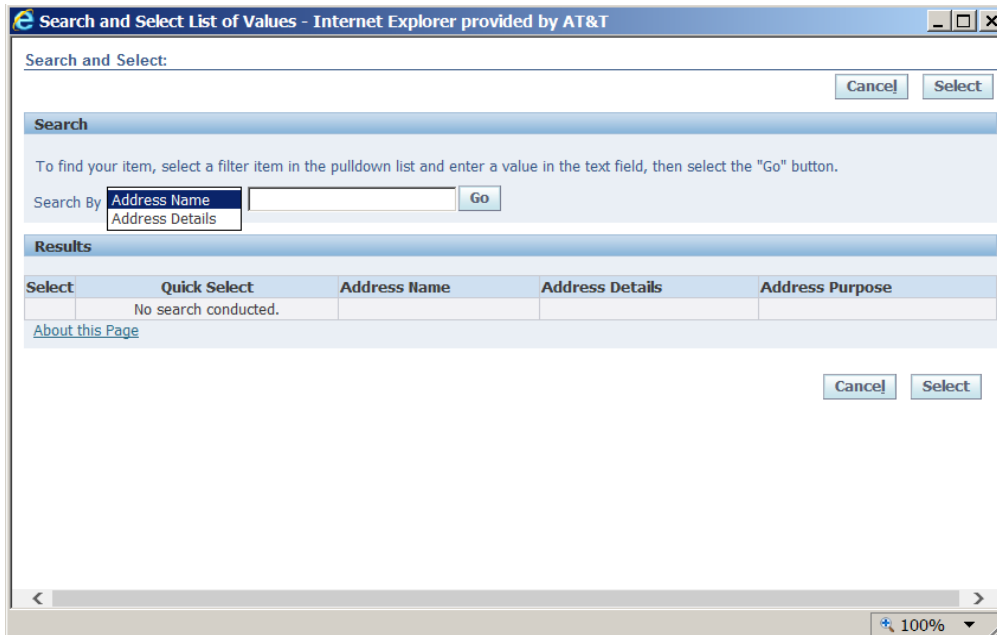 Search and Select List of Values - Internet Explorer provided by AT&T
Search and Select:
Cancel Select
Search
To find your item, select a filter item in the pulldown list and enter a value in the text field, then select the "Go" button.
Search By Address Name Go
Address Details
Results
Select Quick Select Address Name Address Details Address Purpose
No search conducted.
About this Page
Cancel Select
100%